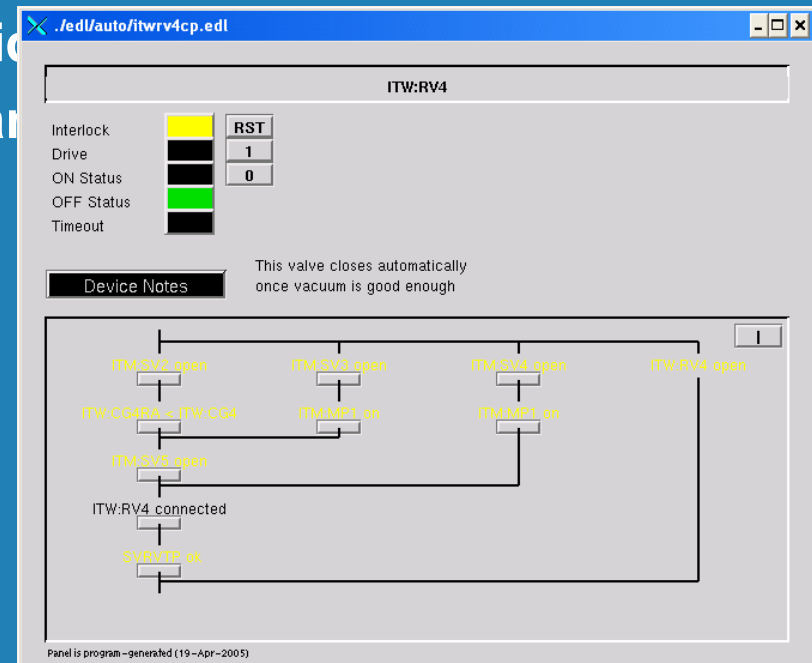 ./edl/auto/itwrv4cp.edl
ITW:RV4
Interlock RST
Drive 1
ON Status 0
OFF Status
Timeout
Device Notes
This valve closes automatically
once vacuum is good enough
I
ITM:SV2 open ITM:SV3 open ITM:SV4 open ITW:RV4 open
ITW:CG4RA < ITW:CG4 ITM:MP1 on ITM:MP1 on
ITM:SV5 open
ITW:RV4 connected
SVRVTP ok
Panel is program-generated (19-Apr-2005)